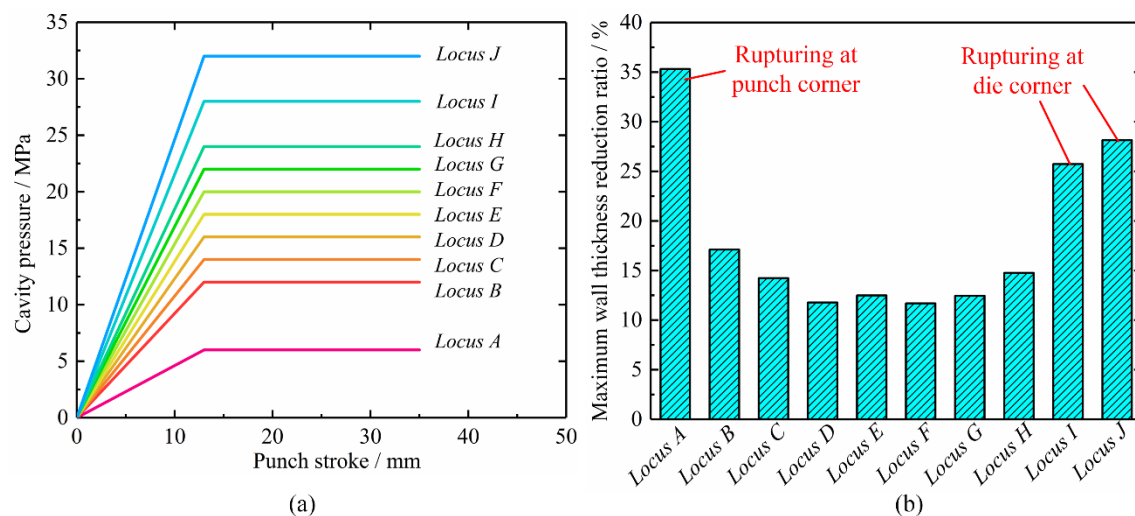 35
30
25
20
15
10
5
0
Cavity pressure / MPa
Locus J
Locus I
Locus H
Locus G
Locus F
Locus E
Locus D
Locus C
Locus B
Locus A
0 10 20 30 40 50
Punch stroke / mm
(a)
40
35
30
25
20
15
10
5
0
Maximum wall thickness reduction ratio / %
Rupturing at
punch corner
Rupturing at
die corner
Locus A
Locus B
Locus C
Locus D
Locus E
Locus F
Locus G
Locus H
Locus I
Locus J
(b)